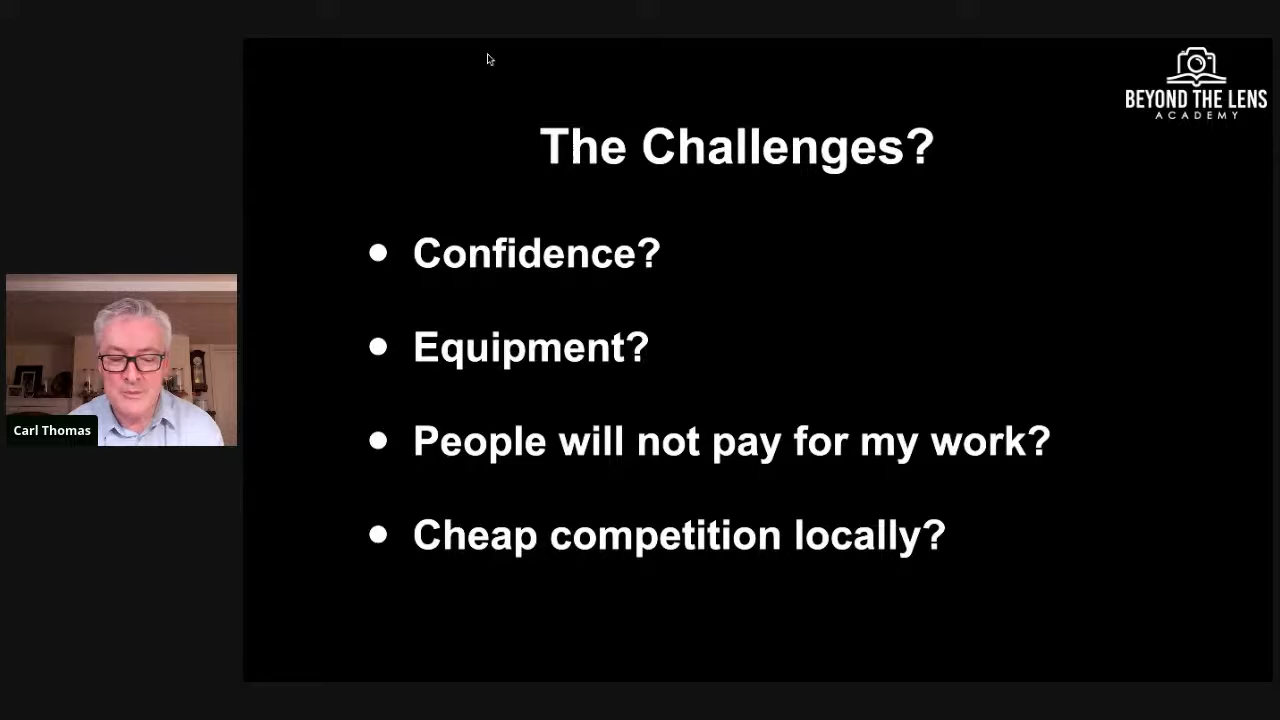 BEYOND THE LENS
ACADEMY
The Challenges?
• Confidence?
• Equipment?
• People will not pay for my work?
• Cheap competition locally?
Carl Thomas